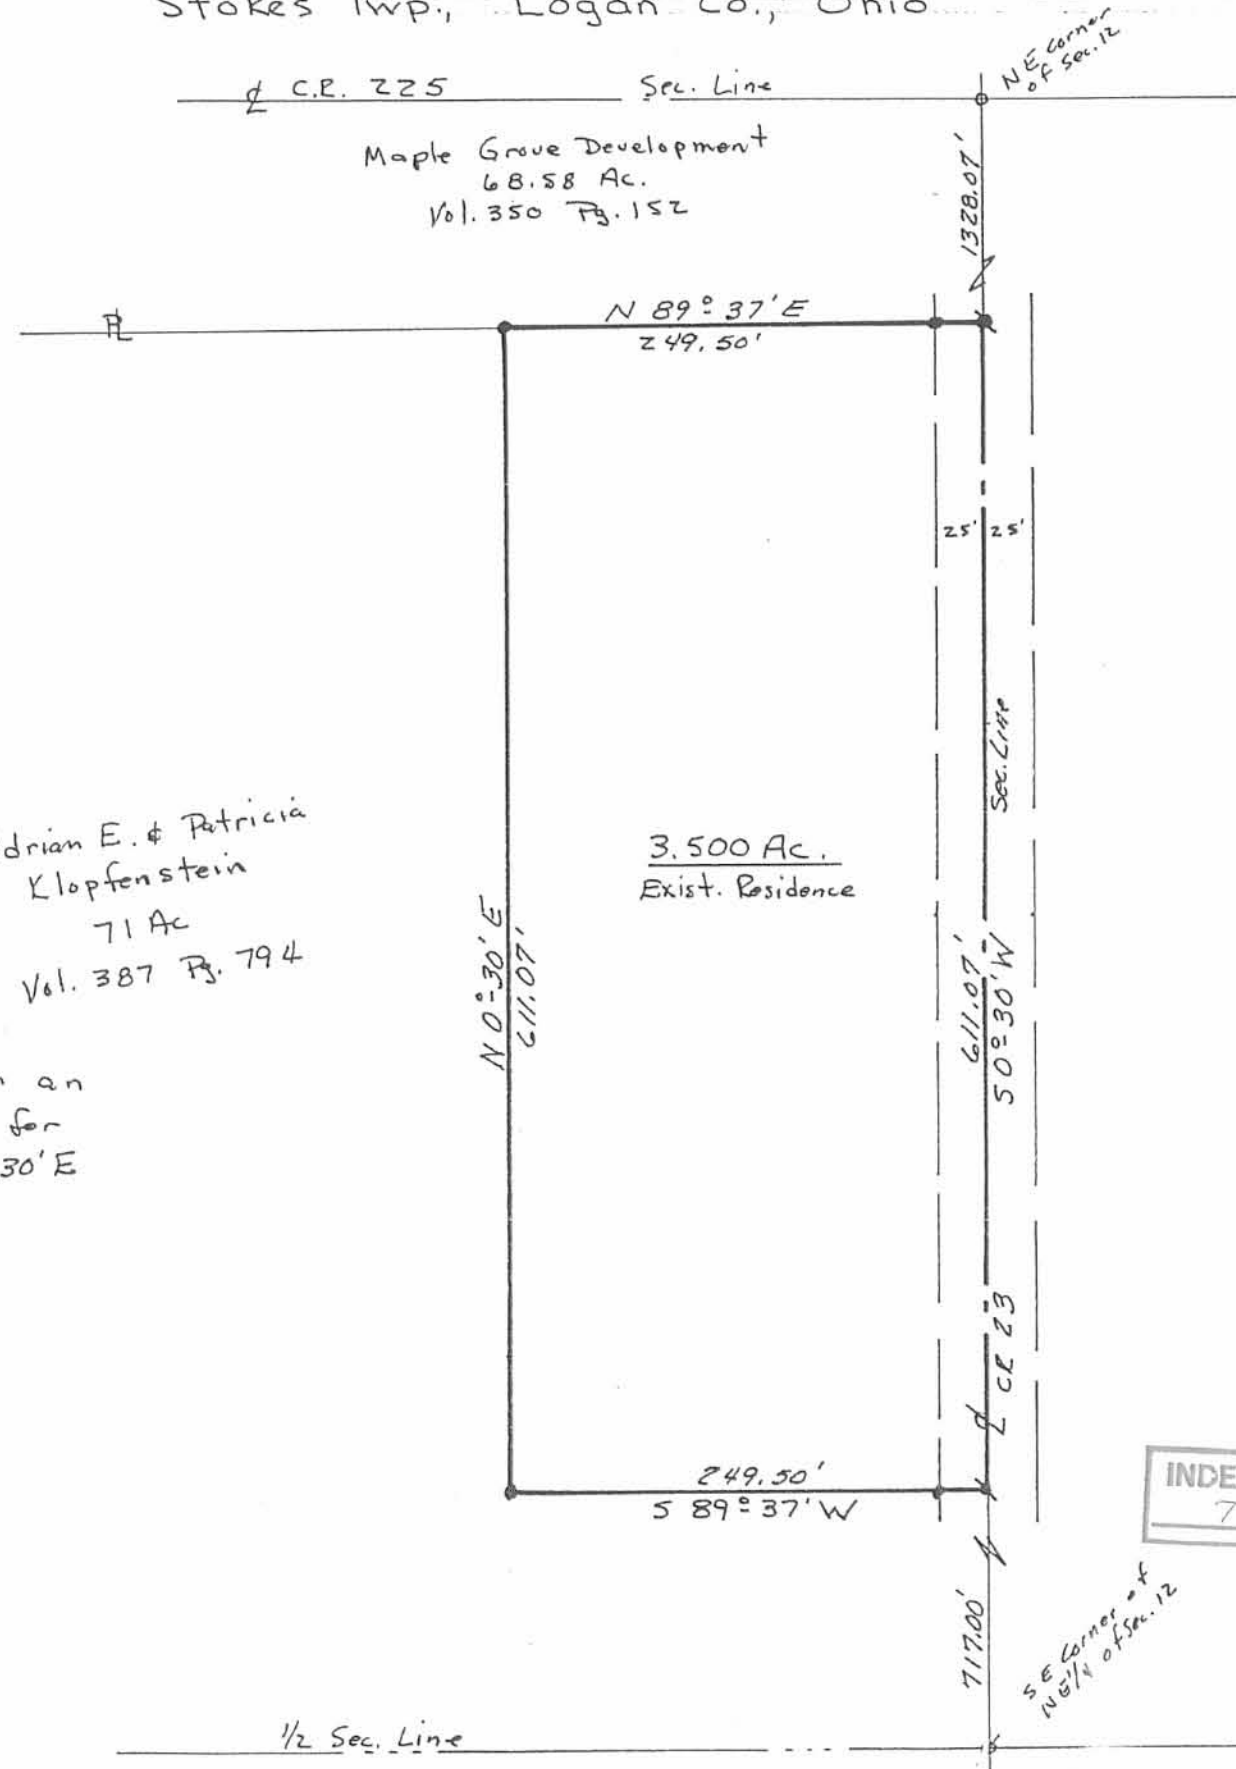 Stokes Twp., Logan Co., Ohio
NE Corner
of Sec. 12
℄ C.R. 225
Sec. Line
Maple Grove Development
68.58 Ac.
Vol. 350 Pg. 152
1328.07'
PL
N 89° 37' E
249.50'
25' 25'
Sec. Line
drian E. & Patricia
Klopfenstein
71 Ac
Vol. 387 Pg. 794
3.500 Ac.
Exist. Residence
N 0°-30' E
611.07'
611.07'
S 0°-30' W
an
for
30' E
℄ CR 23
249.50'
S 89° 37' W
INDE
7
717.00'
SE Corner of
NE 1/4 of Sec. 12
1/2 Sec. Line